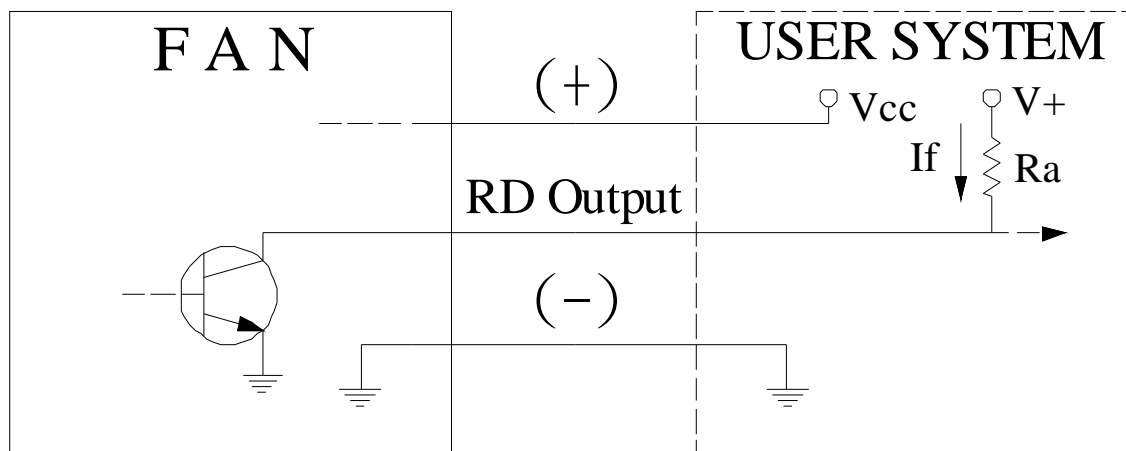 F A N
USER SYSTEM
(+)
Vcc
V+
If
Ra
RD Output
(-)